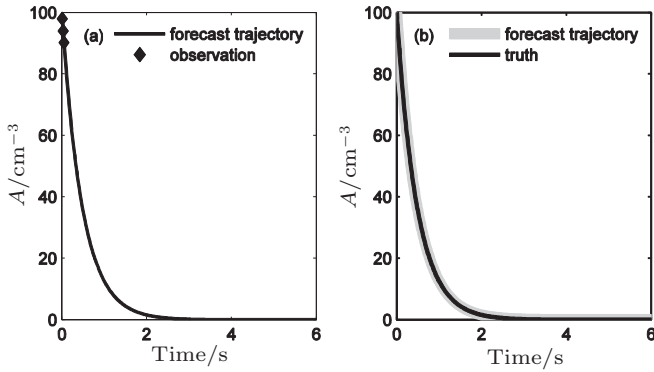 100
80
60
40
20
0
A/cm−3
(a)
forecast trajectory
observation
0 2 4 6
Time/s
100
80
60
40
20
0
A/cm−3
(b)
forecast trajectory
truth
0 2 4 6
Time/s